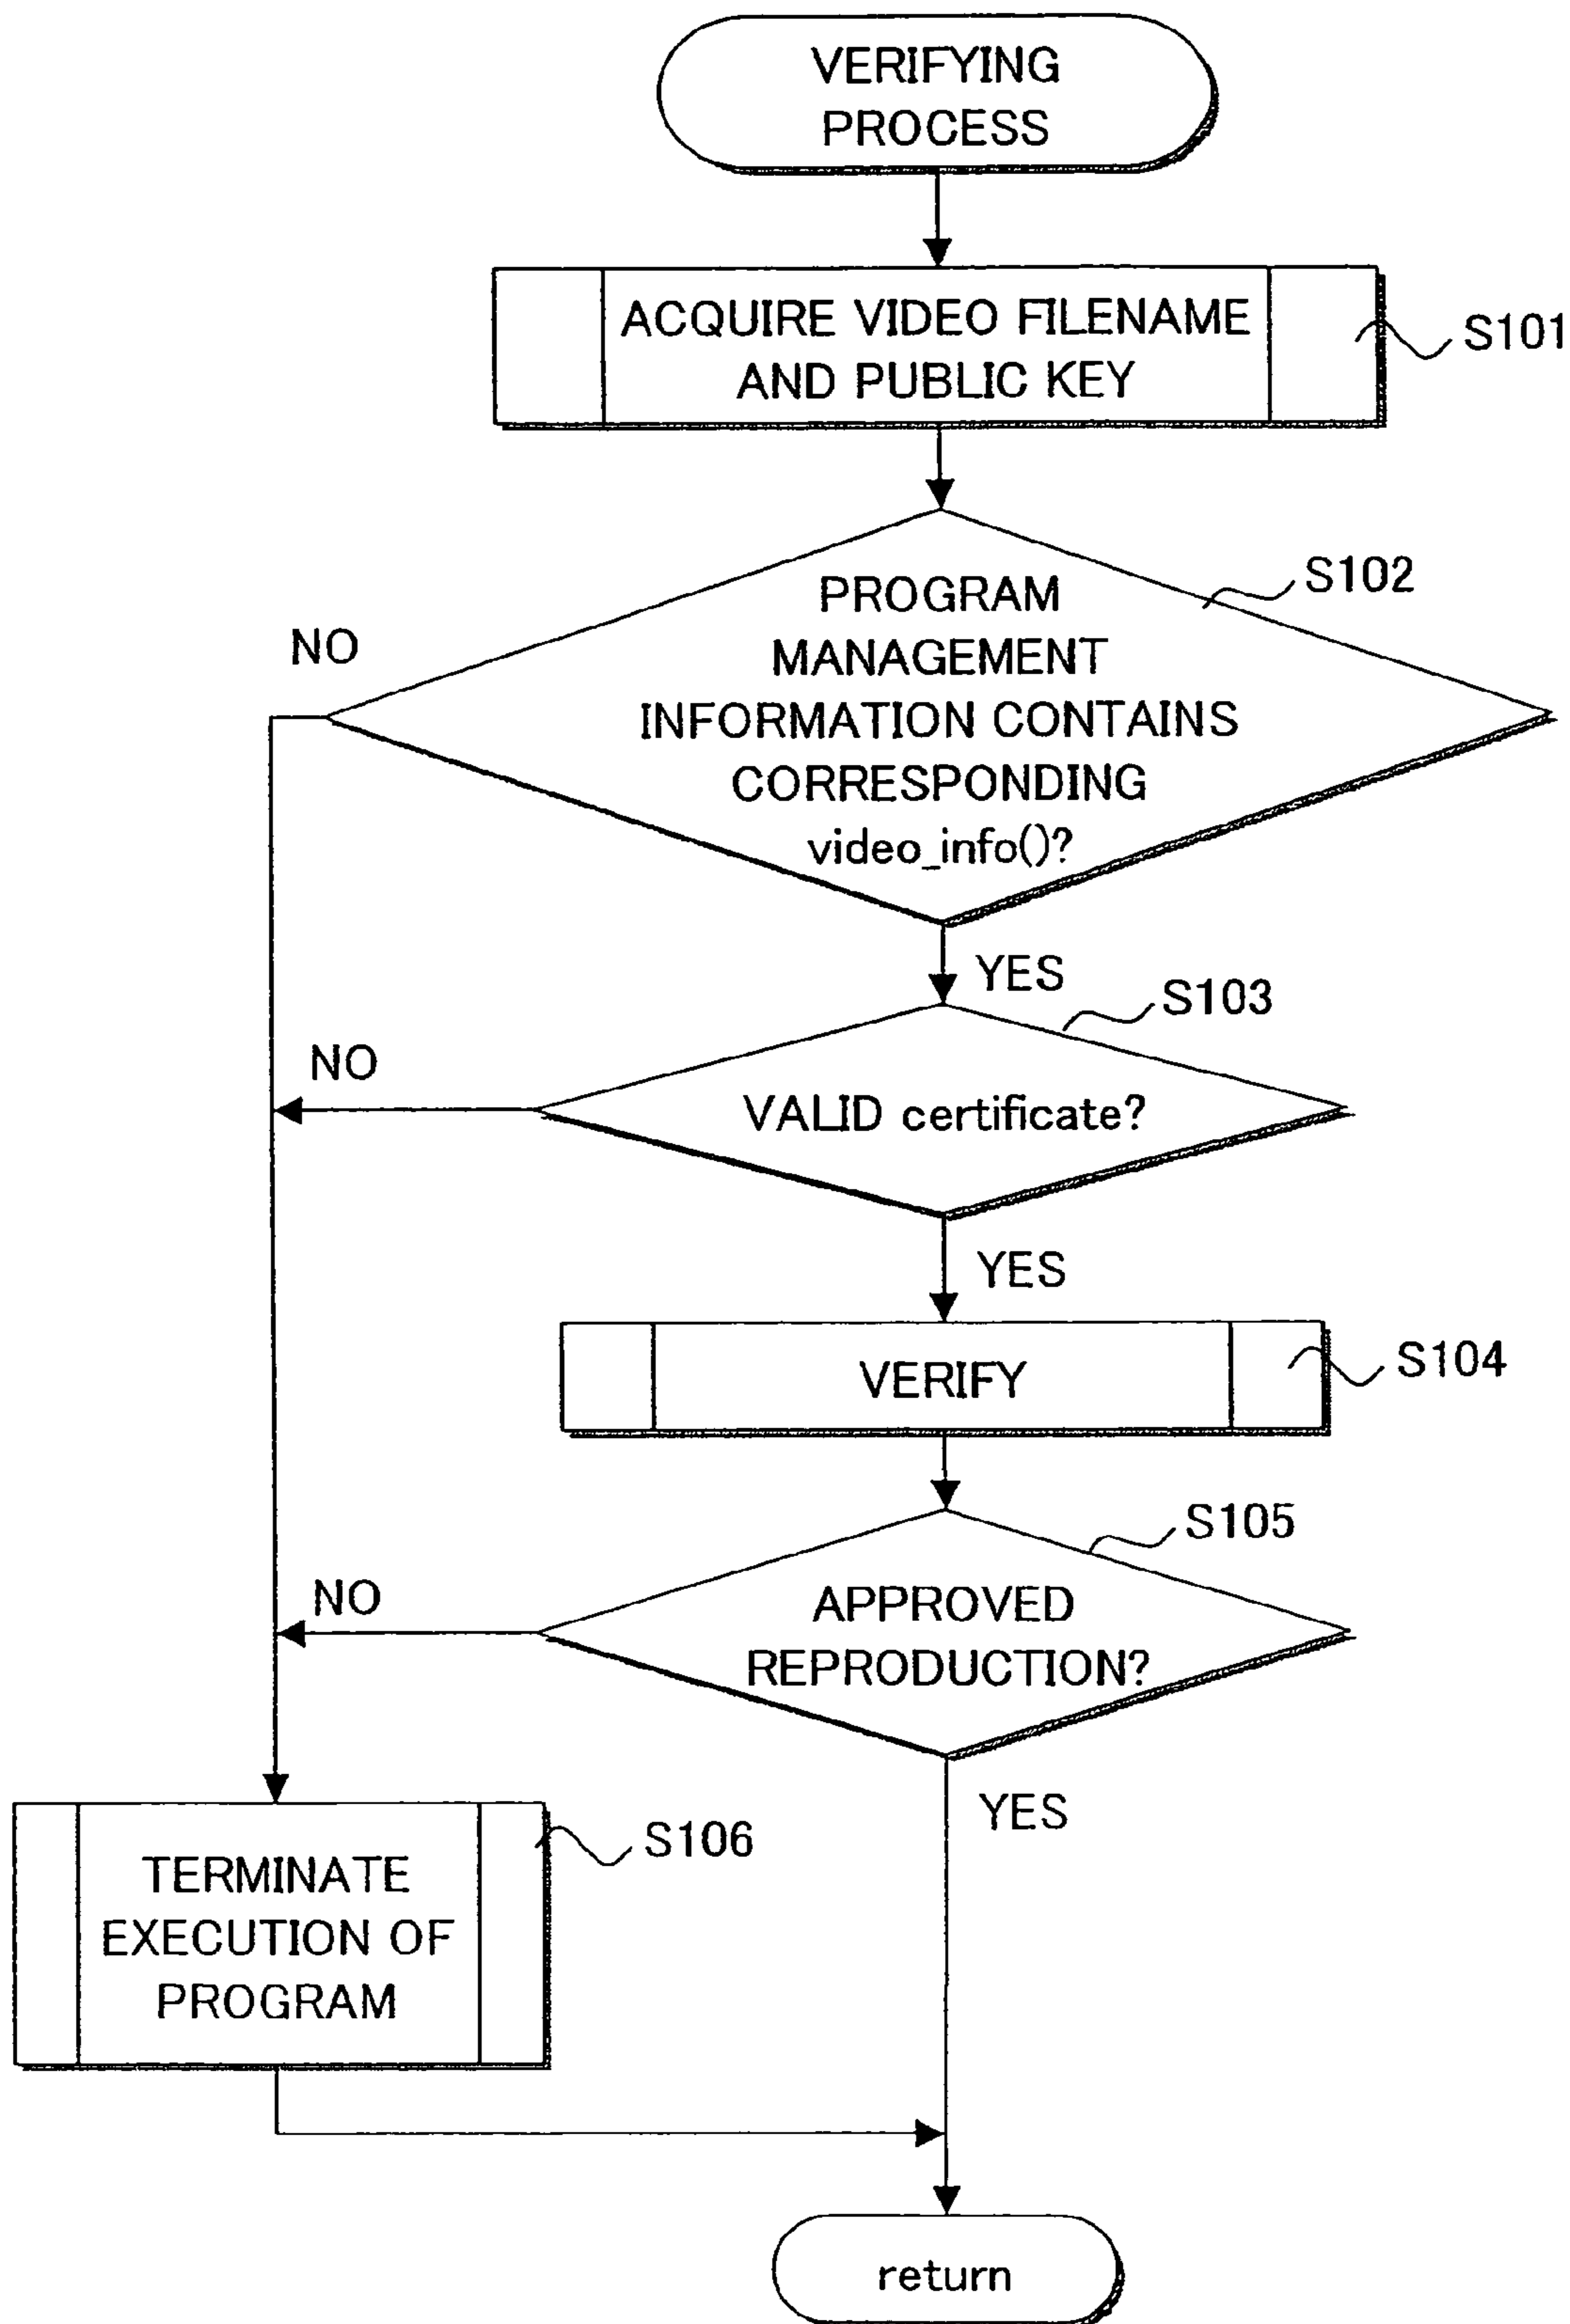 VERIFYING
PROCESS
ACQUIRE VIDEO FILENAME
AND PUBLIC KEY
S101
S102
PROGRAM
MANAGEMENT
INFORMATION CONTAINS
CORRESPONDING
video_info()?
NO
YES
S103
NO
VALID certificate?
YES
VERIFY
S104
S105
NO
APPROVED
REPRODUCTION?
YES
S106
TERMINATE
EXECUTION OF
PROGRAM
return